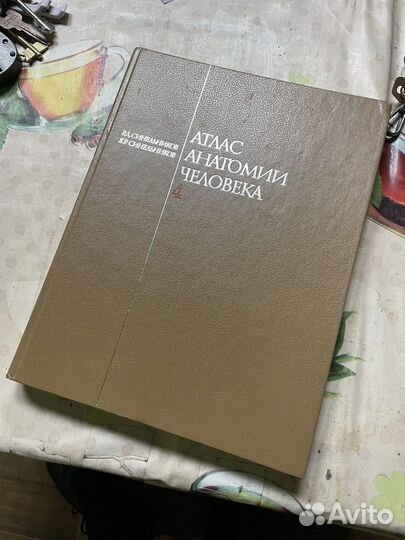 Р.Д. СИНЕЛЬНИКОВ
Я.Р. СИНЕЛЬНИКОВ
АТЛАС
АНАТОМИИ
ЧЕЛОВЕКА
4
Avito